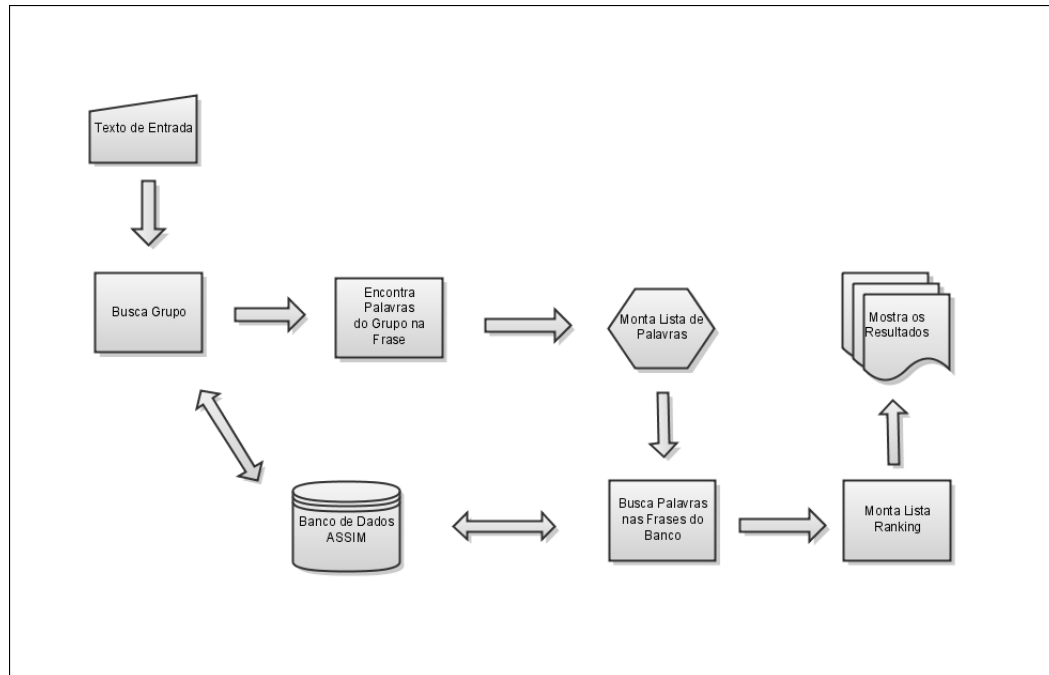 Texto de Entrada
Busca Grupo
Encontra
Palavras
do Grupo na
Frase
Monta Lista de
Palavras
Mostra os
Resultados
Banco de Dados
ASSIM
Busca Palavras
nas Frases do
Banco
Monta Lista
Ranking